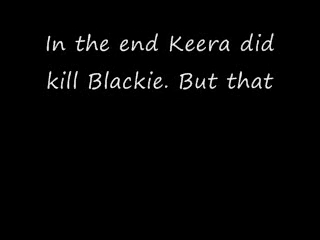 In the end Keera did
kill Blackie. But that